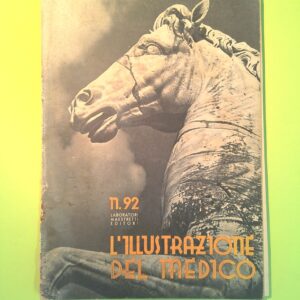 n.92
LABORATORI
MAESTRETTI
EDITORI
L'ILLUSTRAZIONE
DEL MEDICO